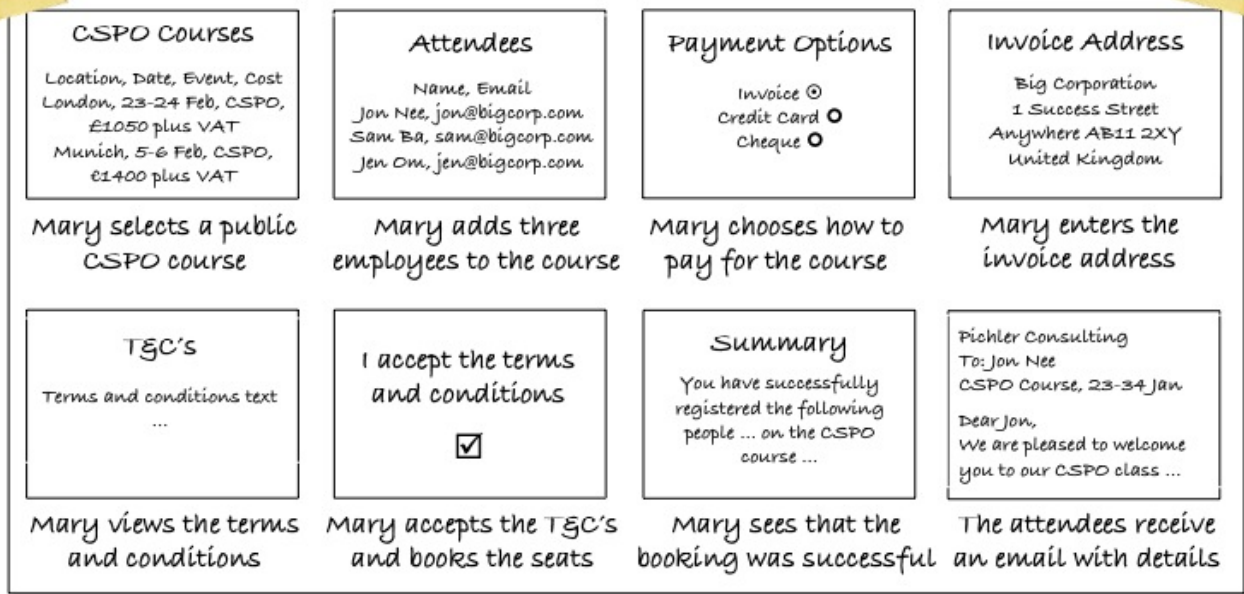 CSPO Courses
Location, Date, Event, Cost
London, 23-24 Feb, CSPO,
£1050 plus VAT
Munich, 5-6 Feb, CSPO,
€1400 plus VAT
Mary selects a public
CSPO course
Attendees
Name, Email
Jon Nee, jon@bigcorp.com
Sam Ba, sam@bigcorp.com
Jen Om, jen@bigcorp.com
Mary adds three
employees to the course
Payment Options
Invoice
Credit Card
Cheque
Mary chooses how to
pay for the course
Invoice Address
Big Corporation
1 Success Street
Anywhere AB11 2XY
United Kingdom
Mary enters the
invoice address
T&C's
Terms and conditions text
...
Mary views the terms
and conditions
I accept the terms
and conditions
Mary accepts the T&C's
and books the seats
Summary
You have successfully
registered the following
people ... on the CSPO
course ...
Mary sees that the
booking was successful
Pichler Consulting
To: Jon Nee
CSPO Course, 23-34 Jan
Dear Jon,
We are pleased to welcome
you to our CSPO class ...
The attendees receive
an email with details